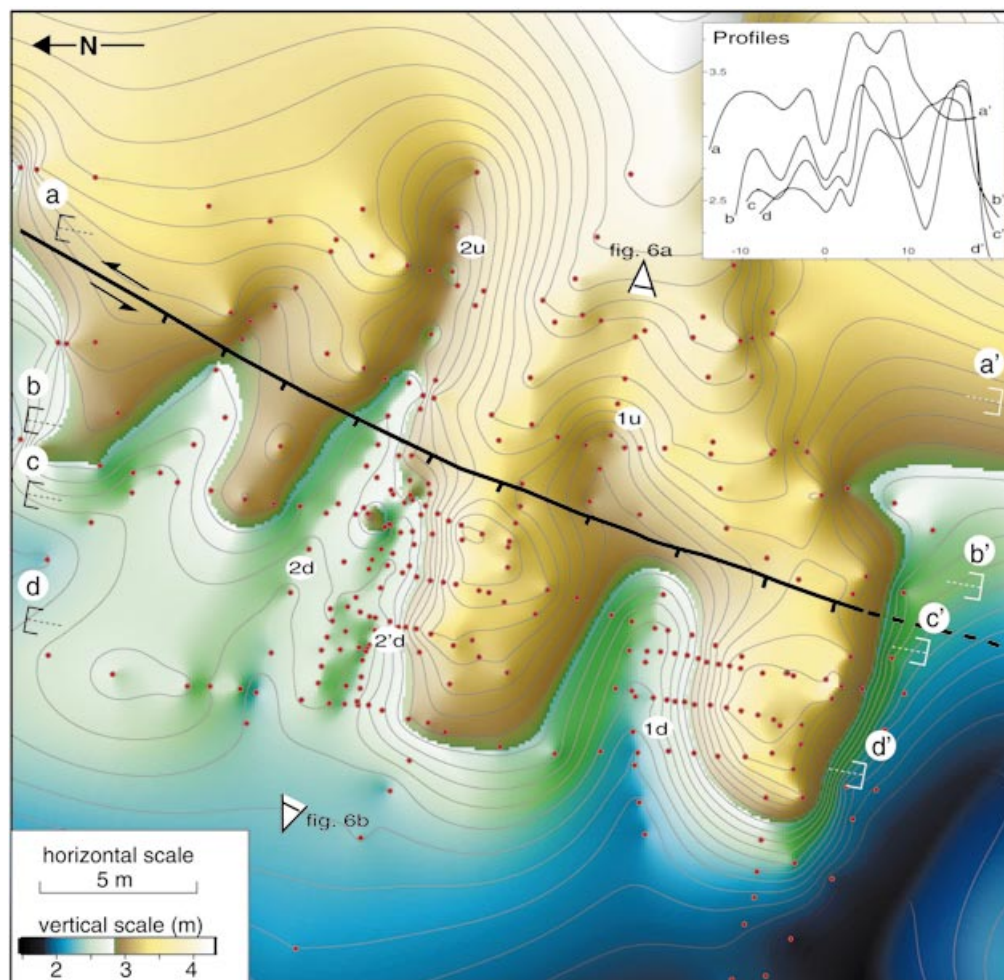 N
Profiles
3.5
2.5
a
b
c
d
a'
b'
c'
d'
-10
0
10
a
2u
fig. 6a
a'
b
1u
c
b'
2d
d
c'
2'd
1d
d'
fig. 6b
horizontal scale
5 m
vertical scale (m)
2 3 4